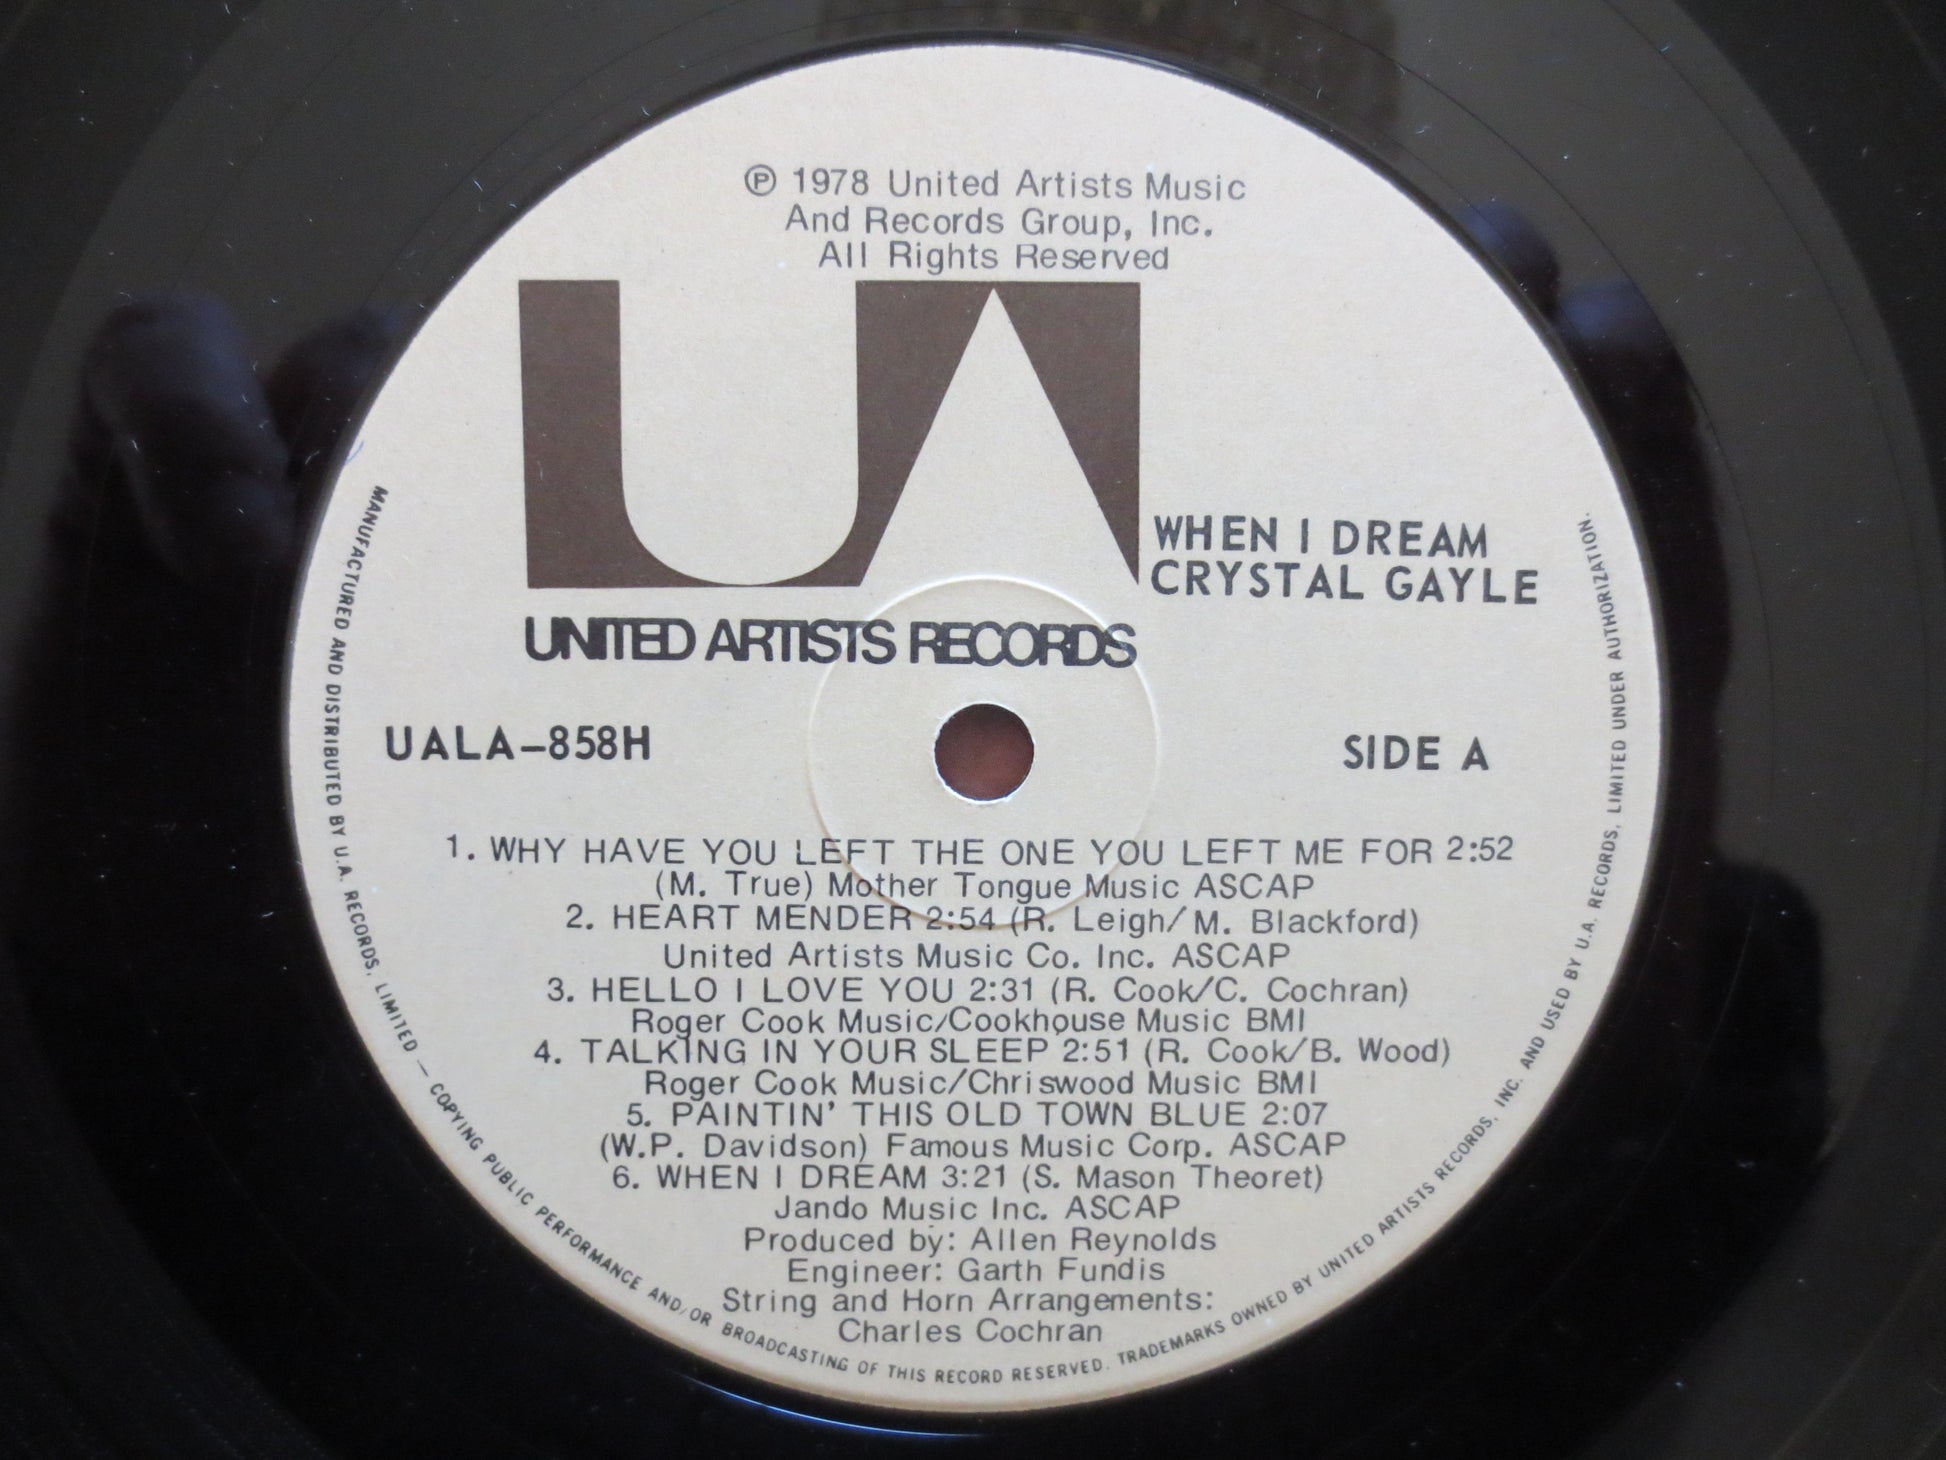 ℗ 1978 United Artists Music
And Records Group, Inc.
All Rights Reserved
UA
WHEN I DREAM
CRYSTAL GAYLE
UNITED ARTISTS RECORDS
UALA-858H
SIDE A
1. WHY HAVE YOU LEFT THE ONE YOU LEFT ME FOR 2:52
(M. True) Mother Tongue Music ASCAP
2. HEART MENDER 2:54 (R. Leigh/M. Blackford)
United Artists Music Co. Inc. ASCAP
3. HELLO I LOVE YOU 2:31 (R. Cook/C. Cochran)
Roger Cook Music/Cookhouse Music BMI
4. TALKING IN YOUR SLEEP 2:51 (R. Cook/B. Wood)
Roger Cook Music/Chriswood Music BMI
5. PAINTIN' THIS OLD TOWN BLUE 2:07
(W.P. Davidson) Famous Music Corp. ASCAP
6. WHEN I DREAM 3:21 (S. Mason Theoret)
Jando Music Inc. ASCAP
Produced by: Allen Reynolds
Engineer: Garth Fundis
String and Horn Arrangements:
Charles Cochran
MANUFACTURED AND DISTRIBUTED BY U.A. RECORDS, LIMITED — COPYING PUBLIC PERFORMANCE AND/OR BROADCASTING OF THIS RECORD RESERVED. TRADEMARKS OWNED BY UNITED ARTISTS RECORDS, INC. AND USED BY U.A. RECORDS, LIMITED UNDER AUTHORIZATION.